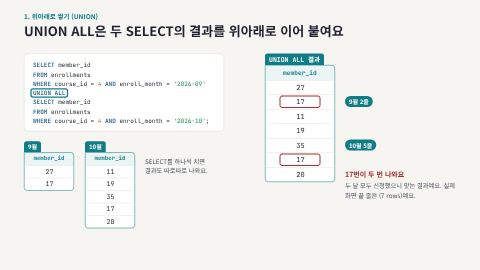 1. 위아래로 쌓기 (UNION)
UNION ALL은 두 SELECT의 결과를 위아래로 이어 붙여요
SELECT member_id
FROM enrollments
WHERE course_id = 4 AND enroll_month = '2026-09'
UNION ALL
SELECT member_id
FROM enrollments
WHERE course_id = 4 AND enroll_month = '2026-10';
9월
member_id
27
17
10월
member_id
11
19
35
17
20
SELECT를 하나씩 치면
결과도 따로따로 나와요.
UNION ALL 결과
member_id
27
17
11
19
35
17
20
9월 2줄
10월 5줄
17번이 두 번 나와요
두 달 모두 신청했으니 맞는 결과예요. 실제
화면 끝 줄은 (7 rows)예요.